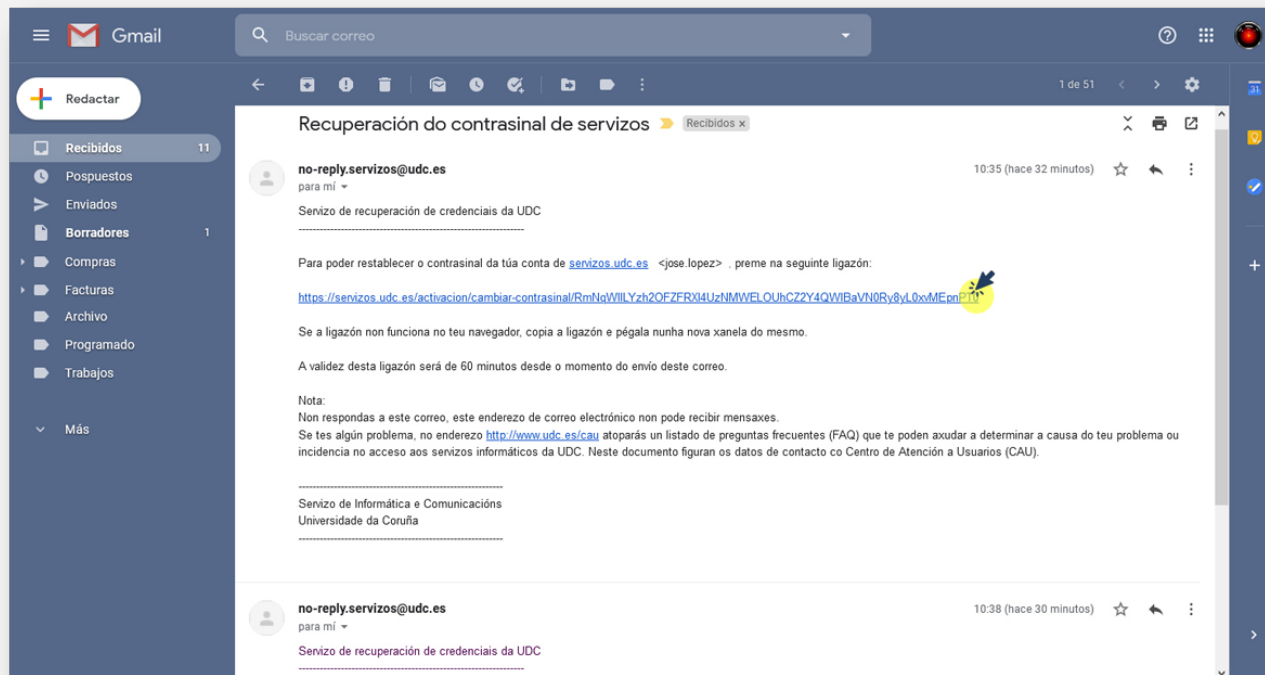 Gmail
Buscar correo
Redactar
1 de 51
31
Recuperación do contrasinal de servizos
Recibidos x
Recibidos 11
Pospuestos
Enviados
Borradores 1
Compras
Facturas
Archivo
Programado
Trabajos
Más
no-reply.servizos@udc.es
10:35 (hace 32 minutos)
para mí
Servizo de recuperación de credenciais da UDC
----------------------------------------------------------------
Para poder restablecer o contrasinal da túa conta de servizos.udc.es <jose.lopez> , preme na seguinte ligazón:
Se a ligazón non funciona no teu navegador, copia a ligazón e pégala nunha nova xanela do mesmo.
A validez desta ligazón será de 60 minutos desde o momento do envío deste correo.
Nota:
Non respondas a este correo, este enderezo de correo electrónico non pode recibir mensaxes.
Se tes algún problema, no enderezo http://www.udc.es/cau atoparás un listado de preguntas frecuentes (FAQ) que te poden axudar a determinar a causa do teu problema ou
incidencia no acceso aos servizos informáticos da UDC. Neste documento figuran os datos de contacto co Centro de Atención a Usuarios (CAU).
----------------------------------------------------------
Servizo de Informática e Comunicacións
Universidade da Coruña
----------------------------------------------------------
no-reply.servizos@udc.es
10:38 (hace 30 minutos)
para mí
Servizo de recuperación de credenciais da UDC
----------------------------------------------------------------